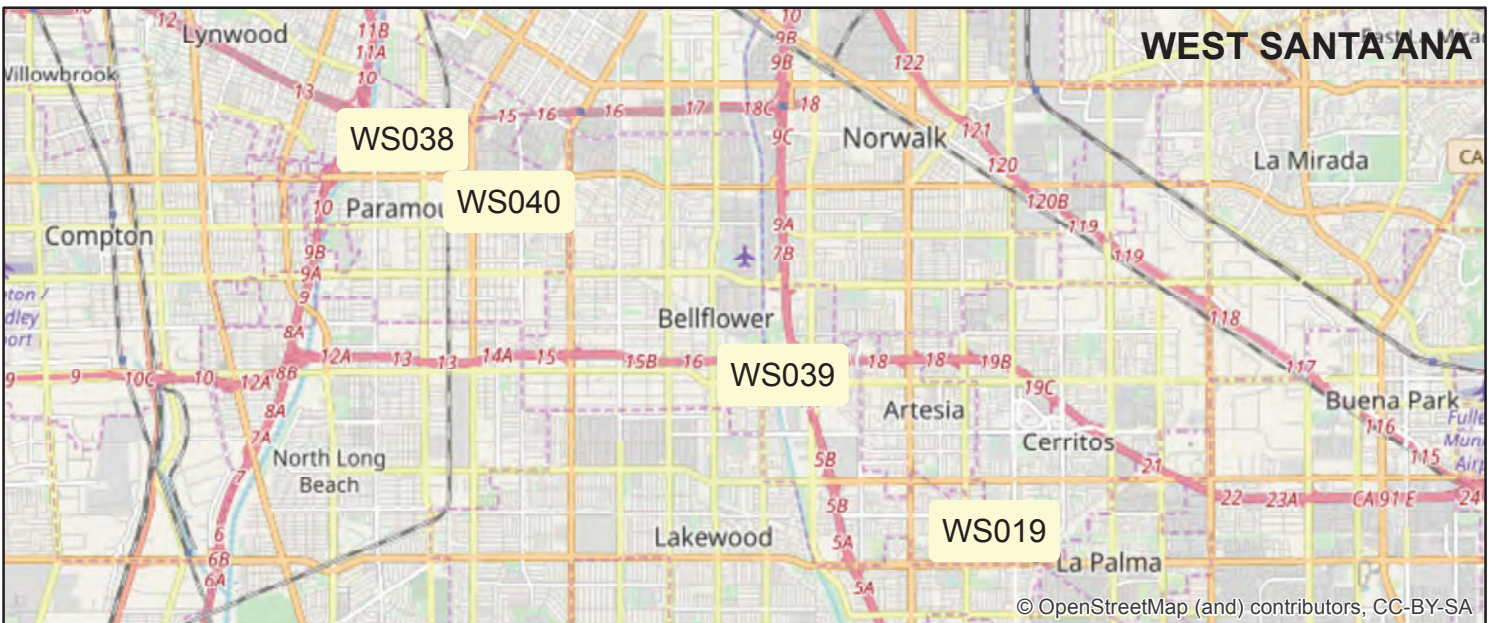 WEST SANTA ANA
12
11B
11A
10
Lynwood
10
9B
9B
122
Willowbrook
13
15
16
16
17
18C
18
9C
121
WS038
Norwalk
La Mirada
CA
120
120B
WS040
10
Compton
9A
7B
119
119
9B
9A
9
8A
Bellflower
118
12A
13
13
14A
15
15B
16
WS039
18
18
19B
19C
117
9
9
10C
10
12A
8B
8A
7A
Artesia
Buena Park
116
115
Cerritos
21
North Long
Beach
5B
7
5B
22
23A
CA 91 E
24
6
6B
6A
Lakewood
5A
5A
WS019
La Palma
© OpenStreetMap (and) contributors, CC-BY-SA